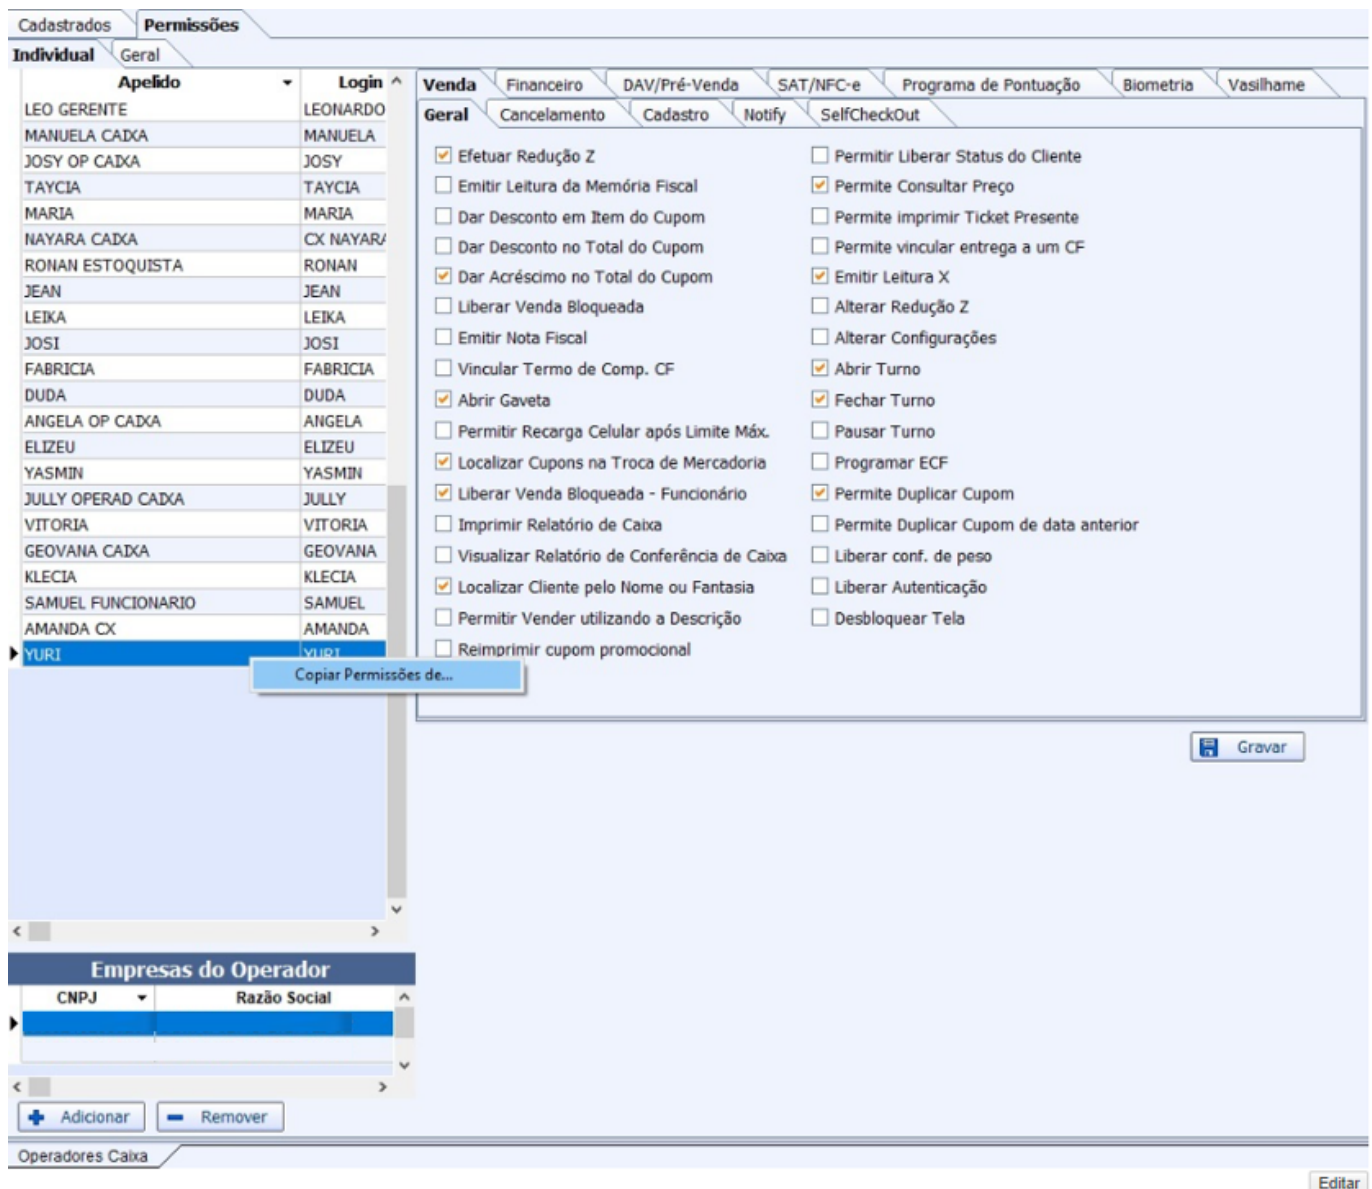 Cadastrados Permissões
Individual Geral
Apelido Login
LEO GERENTE LEONARDO
MANUELA CAIXA MANUELA
JOSY OP CAIXA JOSY
TAYCIA TAYCIA
MARIA MARIA
NAYARA CAIXA CX NAYARA
RONAN ESTOQUISTA RONAN
JEAN JEAN
LEIKA LEIKA
JOSI JOSI
FABRICIA FABRICIA
DUDA DUDA
ANGELA OP CAIXA ANGELA
ELIZEU ELIZEU
YASMIN YASMIN
JULLY OPERAD CAIXA JULLY
VITORIA VITORIA
GEOVANA CAIXA GEOVANA
KLECIA KLECIA
SAMUEL FUNCIONARIO SAMUEL
AMANDA CX AMANDA
YURI YURI
Copiar Permissões de...
Venda Financeiro DAV/Pré-Venda SAT/NFC-e Programa de Pontuação Biometria Vasilhame
Geral Cancelamento Cadastro Notify SelfCheckOut
Efetuar Redução Z
Emitir Leitura da Memória Fiscal
Dar Desconto em Item do Cupom
Dar Desconto no Total do Cupom
Dar Acréscimo no Total do Cupom
Liberar Venda Bloqueada
Emitir Nota Fiscal
Vincular Termo de Comp. CF
Abrir Gaveta
Permitir Recarga Celular após Limite Máx.
Localizar Cupons na Troca de Mercadoria
Liberar Venda Bloqueada - Funcionário
Imprimir Relatório de Caixa
Visualizar Relatório de Conferência de Caixa
Localizar Cliente pelo Nome ou Fantasia
Permitir Vender utilizando a Descrição
Reimprimir cupom promocional
Permitir Liberar Status do Cliente
Permite Consultar Preço
Permite imprimir Ticket Presente
Permite vincular entrega a um CF
Emitir Leitura X
Alterar Redução Z
Alterar Configurações
Abrir Turno
Fechar Turno
Pausar Turno
Programar ECF
Permite Duplicar Cupom
Permite Duplicar Cupom de data anterior
Liberar conf. de peso
Liberar Autenticação
Desbloquear Tela
Gravar
Empresas do Operador
CNPJ Razão Social
Adicionar Remover
Operadores Caixa
Editar